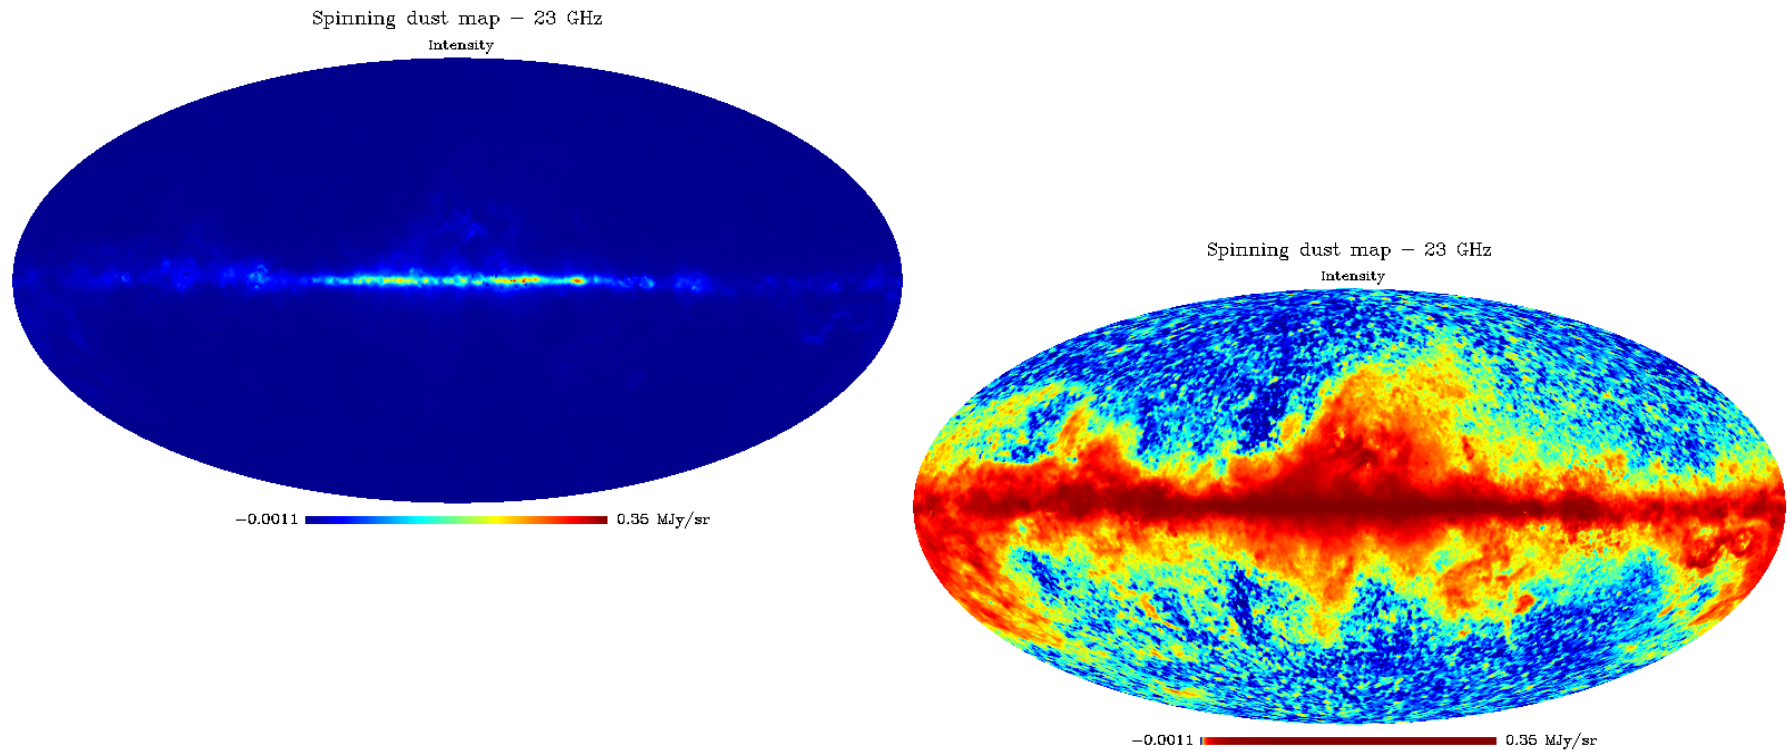 Spinning dust map – 23 GHz
Intensity
−0.0011 0.35 MJy/sr
Spinning dust map – 23 GHz
Intensity
−0.0011 0.35 MJy/sr